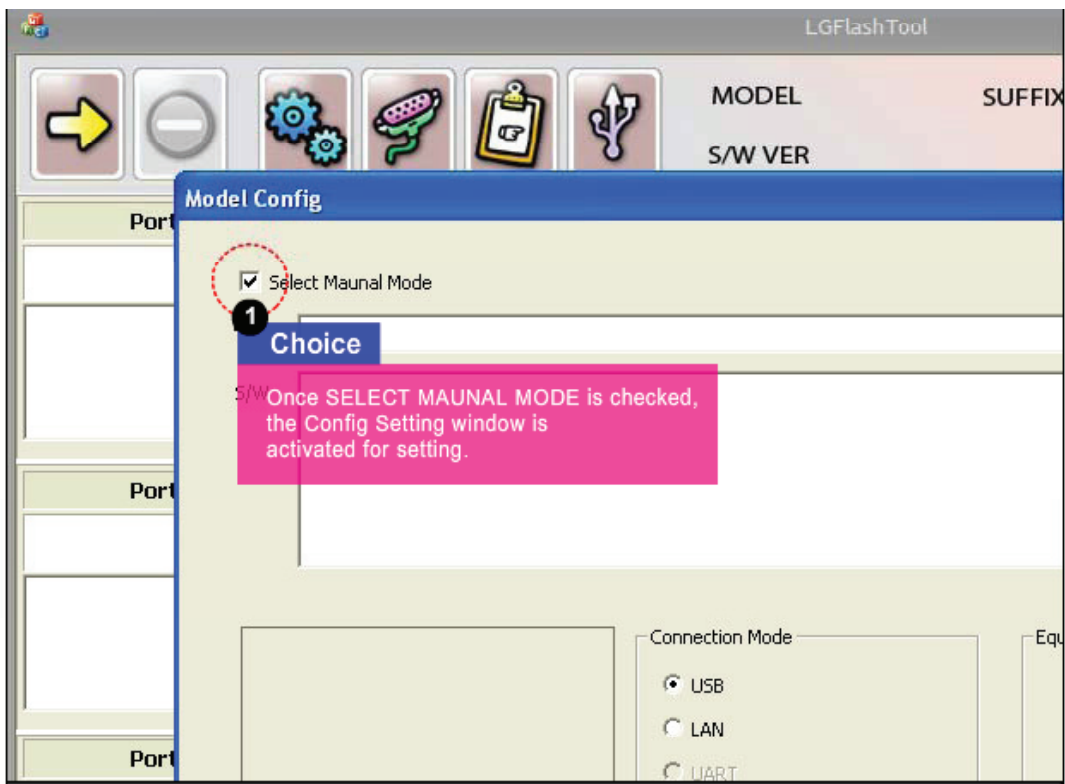 LGFlashTool
MODEL
SUFFIX
S/W VER
Port
Model Config
Select Maunal Mode
1
Choice
S/W
Once SELECT MAUNAL MODE is checked,
the Config Setting window is
activated for setting.
Port
Connection Mode
Equ
USB
LAN
Port
UART